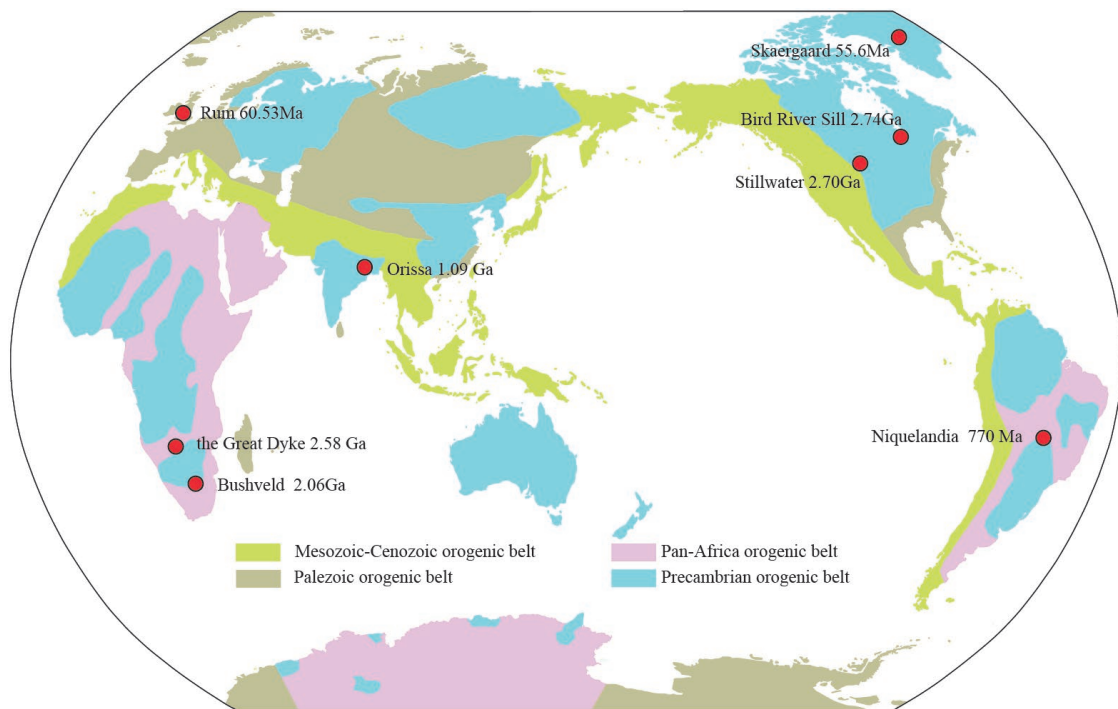 Skaergaard 55.6Ma
Ruin 60.53Ma
Bird River Sill 2.74Ga
Stillwater 2.70Ga
Orissa 1.09 Ga
the Great Dyke 2.58 Ga
Niquelandia 770 Ma
Bushveld 2.06Ga
Mesozoic-Cenozoic orogenic belt
Pan-Africa orogenic belt
Palezoic orogenic belt
Precambrian orogenic belt